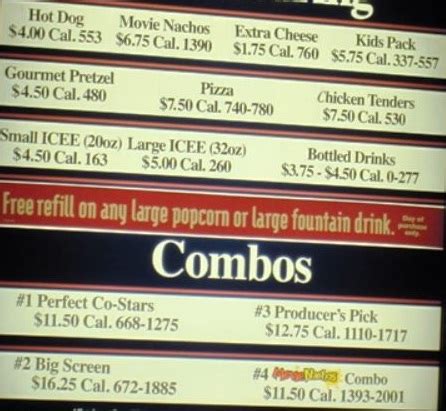 Hot Dog
$4.00 Cal. 553
Movie Nachos
$6.75 Cal. 1390
Extra Cheese
$1.75 Cal. 760
Kids Pack
$5.75 Cal. 337-557
Gourmet Pretzel
$4.50 Cal. 480
Pizza
$7.50 Cal. 740-780
Chicken Tenders
$7.50 Cal. 530
Small ICEE (20oz)
$4.50 Cal. 163
Large ICEE (32oz)
$5.00 Cal. 260
Bottled Drinks
$3.75 - $4.50 Cal. 0-277
Free refill on any large popcorn or large fountain drink.
Day of
purchase
only.
Combos
#1 Perfect Co-Stars
$11.50 Cal. 668-1275
#3 Producer's Pick
$12.75 Cal. 1110-1717
#2 Big Screen
$16.25 Cal. 672-1885
#4 Nachos Combo
$11.50 Cal. 1393-2001